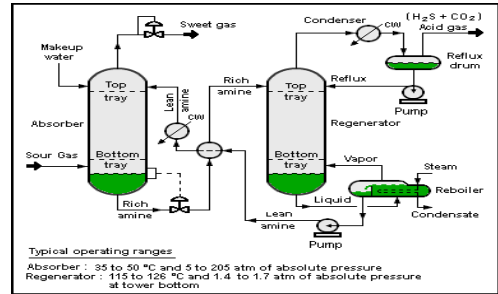 Sweet gas
Condenser
CW
(H2S + CO2)
Acid gas
Makeup
water
Rich
amine
Reflux
Reflux
drum
Top
tray
Lean
amine
CW
Top
tray
Pump
Absorber
Regenerator
Sour Gas
Bottom
tray
Bottom
tray
Vapor
Steam
Reboiler
Rich
amine
Lean
amine
Liquid
Condensate
Pump
Typical operating ranges
Absorber : 35 to 50 °C and 5 to 205 atm of absolute pressure
Regenerator : 115 to 126 °C and 1.4 to 1.7 atm of absolute pressure
at tower bottom